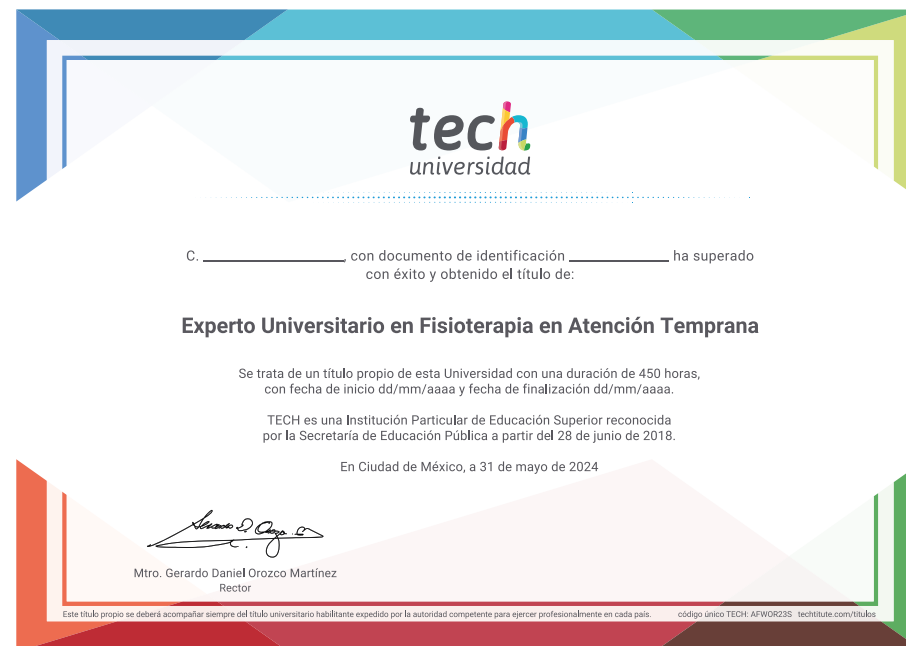 tech
universidad
C. ____________, con documento de identificación ____________ ha superado
con éxito y obtenido el título de:
Experto Universitario en Fisioterapia en Atención Temprana
Se trata de un título propio de esta Universidad con una duración de 450 horas,
con fecha de inicio dd/mm/aaaa y fecha de finalización dd/mm/aaaa.
TECH es una Institución Particular de Educación Superior reconocida
por la Secretaría de Educación Pública a partir del 28 de junio de 2018.
En Ciudad de México, a 31 de mayo de 2024
Mtro. Gerardo Daniel Orozco Martínez
Rector
Este título propio se deberá acompañar siempre del título universitario habilitante expedido por la autoridad competente para ejercer profesionalmente en cada país. código único TECH: AFWOR23S techtitute.com/titulos